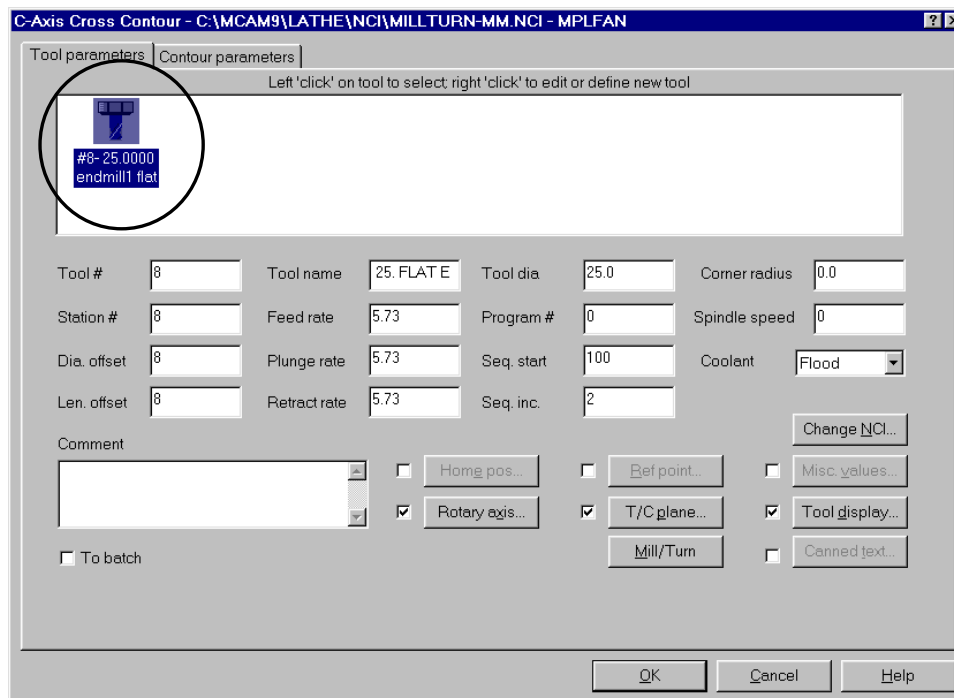 C-Axis Cross Contour - C:\MCAM9\LATHE\NCI\MILLTURN-MM.NCI - MPLFAN
Tool parameters Contour parameters
Left 'click' on tool to select; right 'click' to edit or define new tool
#8- 25.0000
endmill1 flat
Tool # 8 Tool name 25. FLAT E Tool dia 25.0 Corner radius 0.0
Station # 8 Feed rate 5.73 Program # 0 Spindle speed 0
Dia. offset 8 Plunge rate 5.73 Seq. start 100 Coolant Flood
Len. offset 8 Retract rate 5.73 Seq. inc. 2
Change NCI...
Comment
Home pos... Ref point... Misc. values...
Rotary axis... T/C plane... Tool display...
To batch Mill/Turn Canned text...
OK Cancel Help